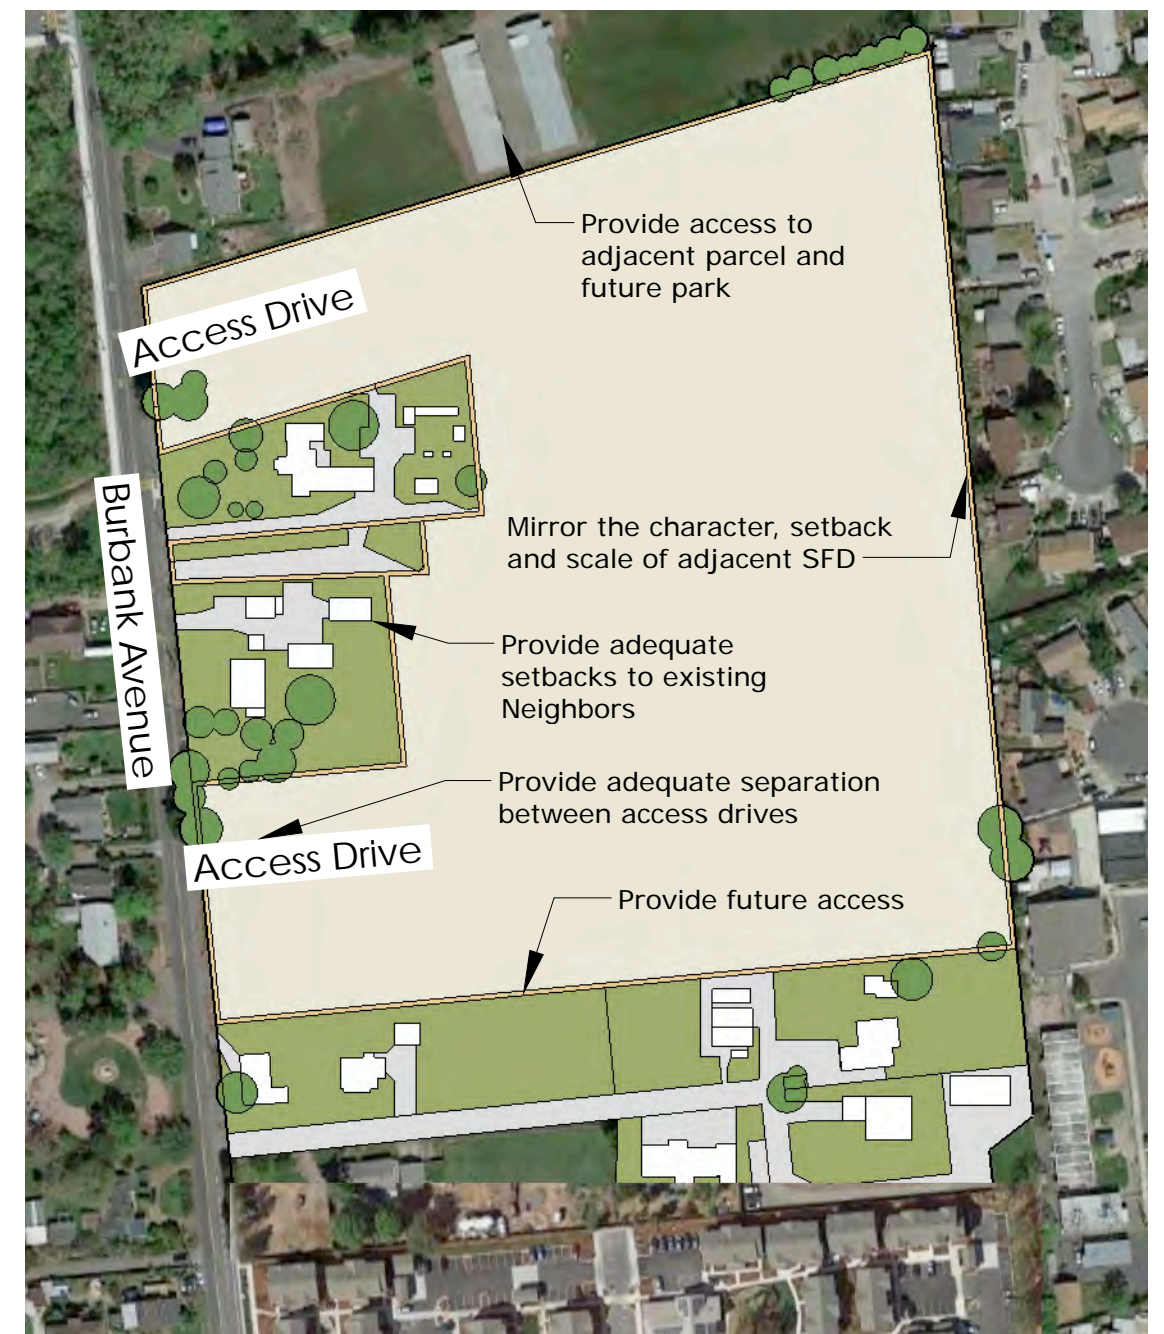 Provide access to
adjacent parcel and
future park
Access Drive
Burbank Avenue
Mirror the character, setback
and scale of adjacent SFD
Provide adequate
setbacks to existing
Neighbors
Provide adequate separation
between access drives
Access Drive
Provide future access